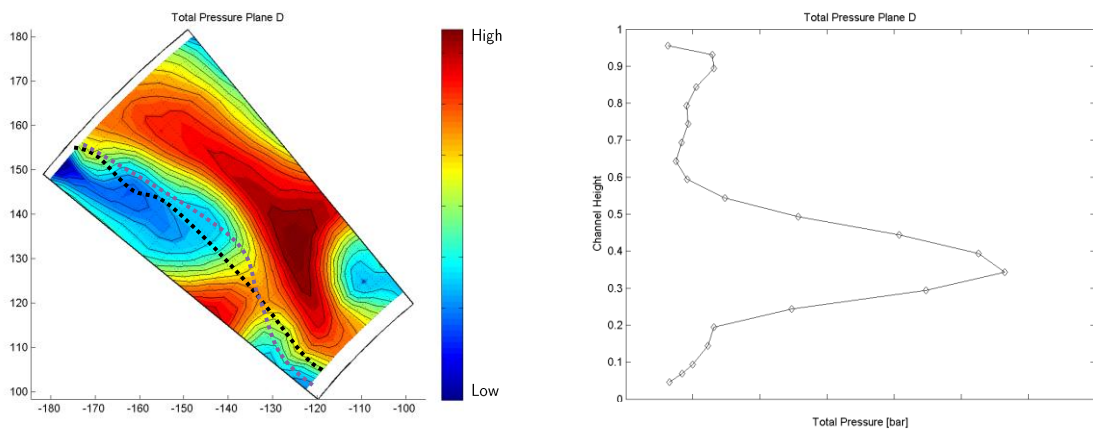 Total Pressure Plane D
180
170
160
150
140
130
120
110
100
-180 -170 -160 -150 -140 -130 -120 -110 -100
High
Low
Total Pressure Plane D
1
0.9
0.8
0.7
0.6
0.5
0.4
0.3
0.2
0.1
0
Channel Height
Total Pressure [bar]